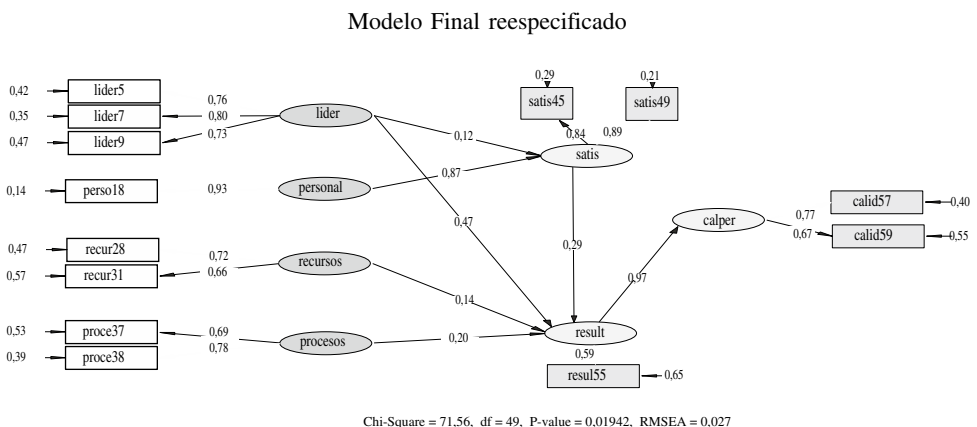 Modelo Final reespecificado
0,29 0,21
0,42 lider5 satis45 satis49
0,76
0,35 lider7 0,80 lider
0,47 lider9 0,73 0,12 0,84 0,89
satis
0,87
0,14 perso18 0,93 personal
calid57 0,40
0,77
calper
0,47 0,67 calid59 0,55
0,47 recur28 0,72 0,29
recursos
0,57 recur31 0,66 0,97
0,14
0,53 proce37 0,69 result
procesos 0,20
0,39 proce38 0,78 0,59
resul55 0,65
Chi-Square = 71,56, df = 49, P-value = 0,01942, RMSEA = 0,027